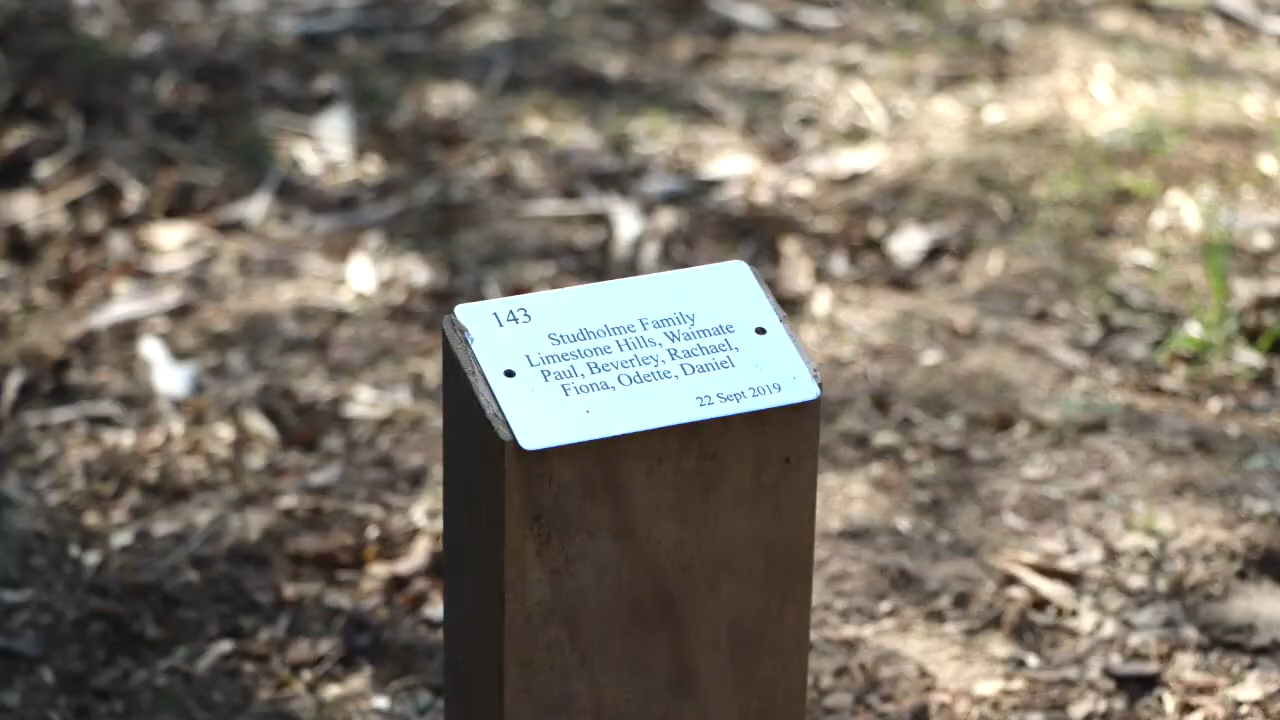 143
Studholme Family
Limestone Hills, Waimate
Paul, Beverley, Rachael,
Fiona, Odette, Daniel
22 Sept 2019